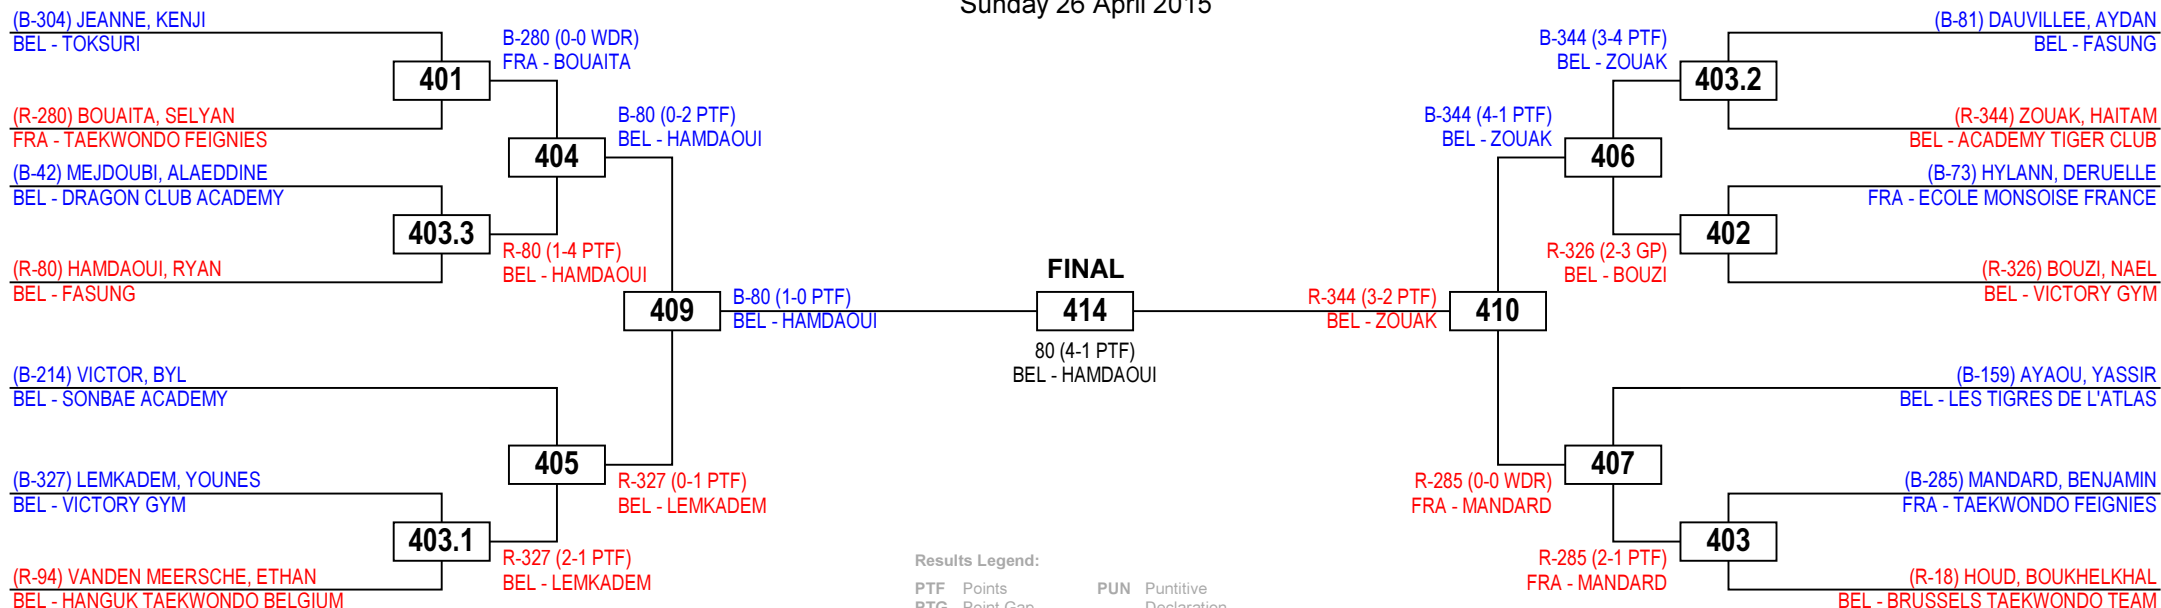 Sunday 26 April 2015
(B-304) JEANNE, KENJI
BEL - TOKSURI
401
(R-280) BOUAITA, SELYAN
FRA - TAEKWONDO FEIGNIES
B-280 (0-0 WDR)
FRA - BOUAITA
404
(B-42) MEJDOUBI, ALAEDDINE
BEL - DRAGON CLUB ACADEMY
403.3
(R-80) HAMDAOUI, RYAN
BEL - FASUNG
R-80 (1-4 PTF)
BEL - HAMDAOUI
B-80 (0-2 PTF)
BEL - HAMDAOUI
409
B-80 (1-0 PTF)
BEL - HAMDAOUI
(B-214) VICTOR, BYL
BEL - SONBAE ACADEMY
405
(B-327) LEMKADEM, YOUNES
BEL - VICTORY GYM
403.1
(R-94) VANDEN MEERSCHE, ETHAN
BEL - HANGUK TAEKWONDO BELGIUM
R-327 (2-1 PTF)
BEL - LEMKADEM
R-327 (0-1 PTF)
BEL - LEMKADEM
FINAL
414
80 (4-1 PTF)
BEL - HAMDAOUI
(B-81) DAUVILLEE, AYDAN
BEL - FASUNG
403.2
(R-344) ZOUAK, HAITAM
BEL - ACADEMY TIGER CLUB
B-344 (3-4 PTF)
BEL - ZOUAK
406
(B-73) HYLANN, DERUELLE
FRA - ECOLE MONSOISE FRANCE
402
(R-326) BOUZI, NAEL
BEL - VICTORY GYM
R-326 (2-3 GP)
BEL - BOUZI
B-344 (4-1 PTF)
BEL - ZOUAK
410
R-344 (3-2 PTF)
BEL - ZOUAK
(B-159) AYAOU, YASSIR
BEL - LES TIGRES DE L'ATLAS
407
(B-285) MANDARD, BENJAMIN
FRA - TAEKWONDO FEIGNIES
403
(R-18) HOUD, BOUKHELKHAL
BEL - BRUSSELS TAEKWONDO TEAM
R-285 (2-1 PTF)
FRA - MANDARD
R-285 (0-0 WDR)
FRA - MANDARD
Results Legend:
PTF Points PUN Puntitive
PTG Point Gap Declaration